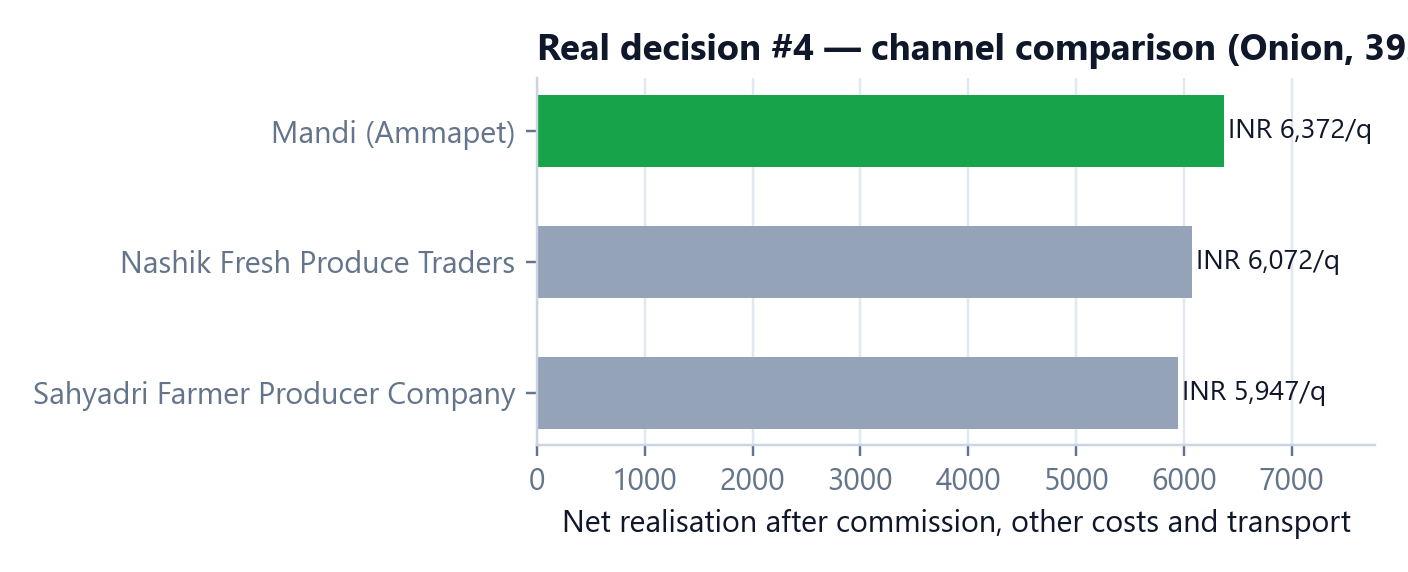 Real decision #4 — channel comparison (Onion, 39
Mandi (Ammapet)
INR 6,372/q
Nashik Fresh Produce Traders
INR 6,072/q
Sahyadri Farmer Producer Company
INR 5,947/q
0 1000 2000 3000 4000 5000 6000 7000
Net realisation after commission, other costs and transport